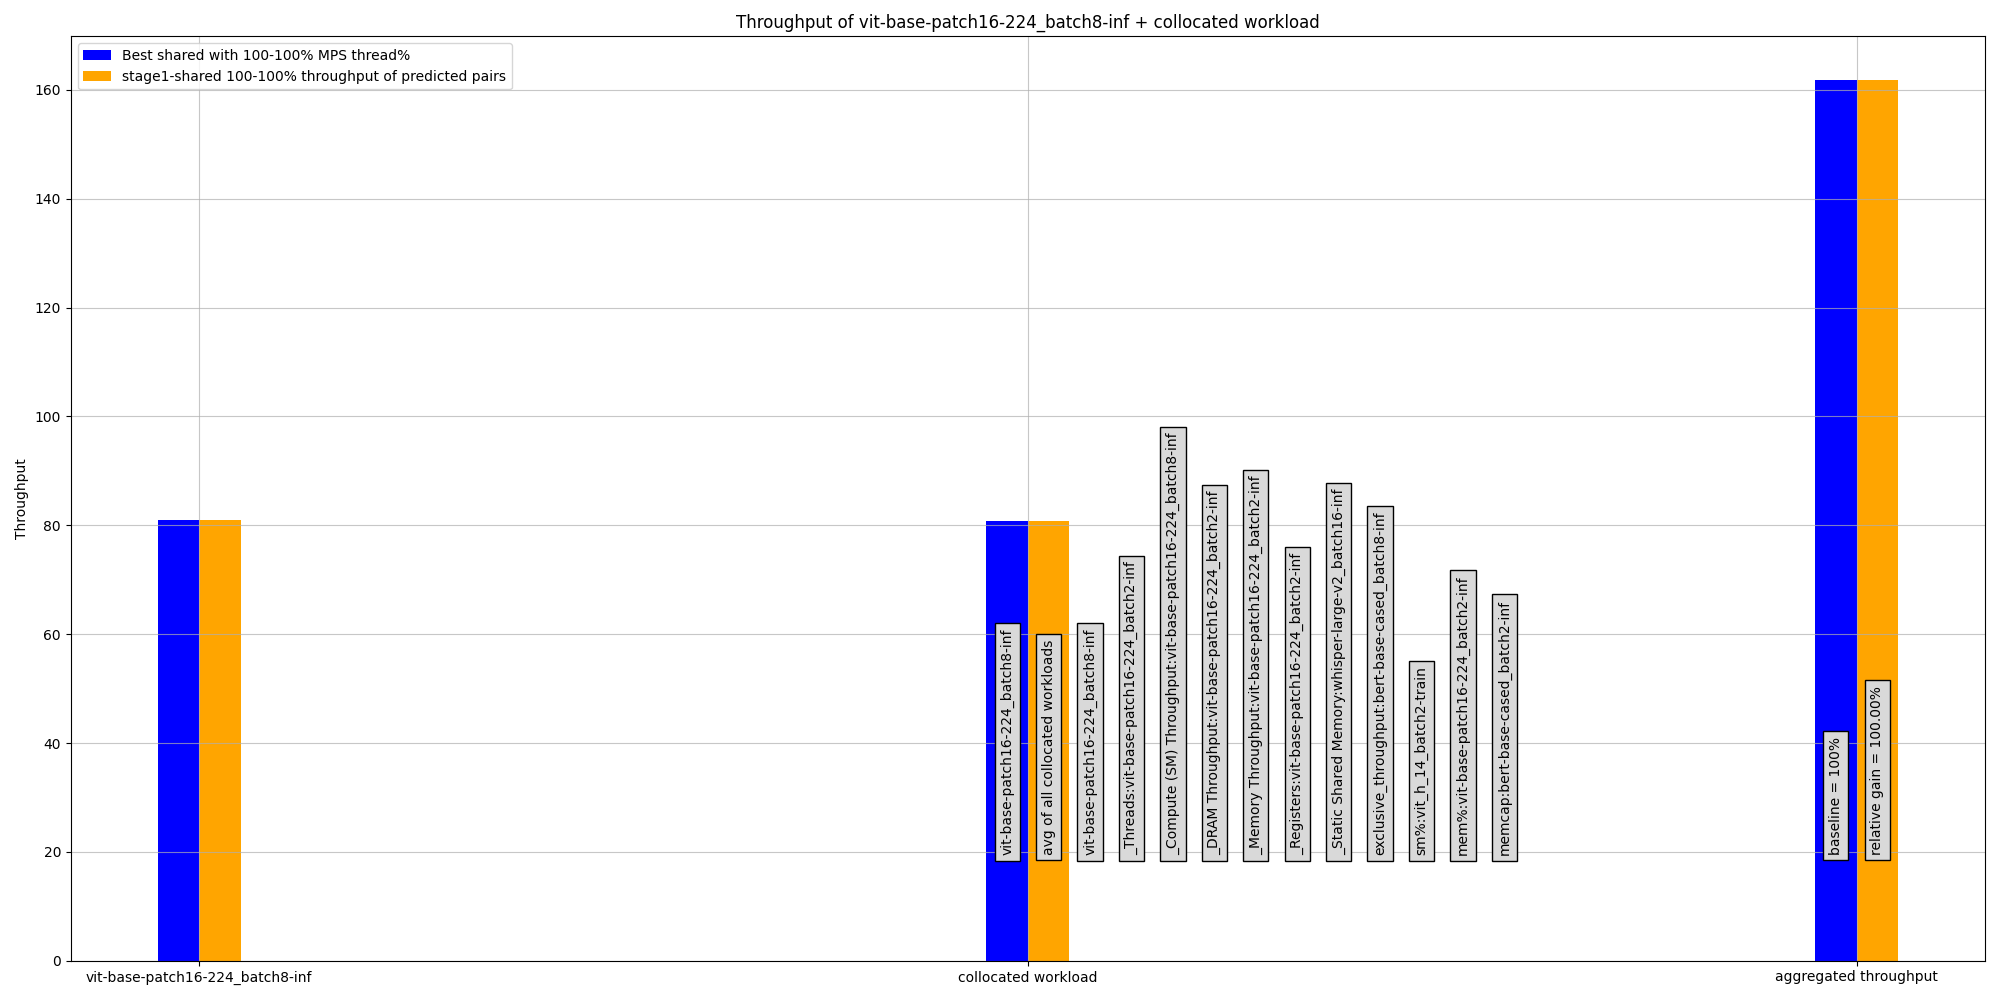 Throughput of vit-base-patch16-224_batch8-inf + collocated workload
Best shared with 100-100% MPS thread%
stage1-shared 100-100% throughput of predicted pairs
Throughput
160
140
120
100
80
60
40
20
0
vit-base-patch16-224_batch8-inf
avg of all collocated workloads
vit-base-patch16-224_batch8-inf
_Threads:vit-base-patch16-224_batch2-inf
_Compute (SM) Throughput:vit-base-patch16-224_batch8-inf
_DRAM Throughput:vit-base-patch16-224_batch2-inf
_Memory Throughput:vit-base-patch16-224_batch2-inf
_Registers:vit-base-patch16-224_batch2-inf
_Static Shared Memory:whisper-large-v2_batch16-inf
exclusive_throughput:bert-base-cased_batch8-inf
sm%:vit_h_14_batch2-train
mem%:vit-base-patch16-224_batch2-inf
memcap:bert-base-cased_batch2-inf
baseline = 100%
relative gain = 100.00%
vit-base-patch16-224_batch8-inf
collocated workload
aggregated throughput